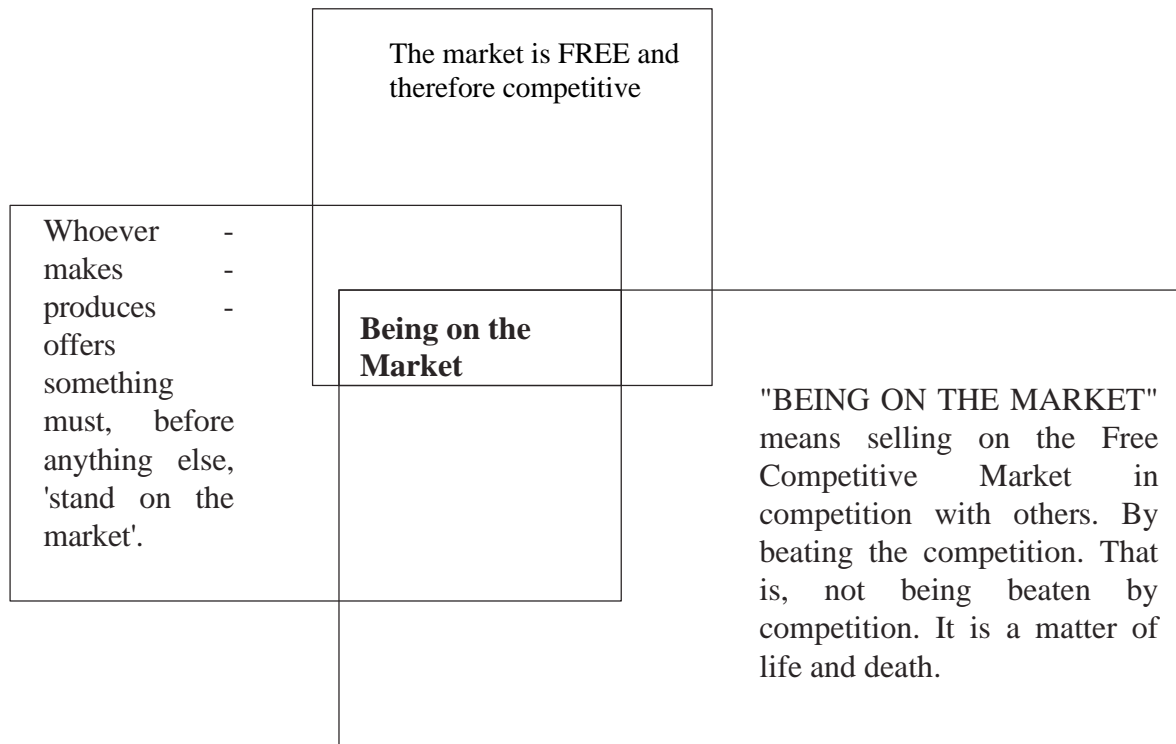 The market is FREE and
therefore competitive
Whoever -
makes -
produces -
offers
something
must, before
anything else,
'stand on the
market'.
Being on the
Market
"BEING ON THE MARKET"
means selling on the Free
Competitive Market in
competition with others. By
beating the competition. That
is, not being beaten by
competition. It is a matter of
life and death.